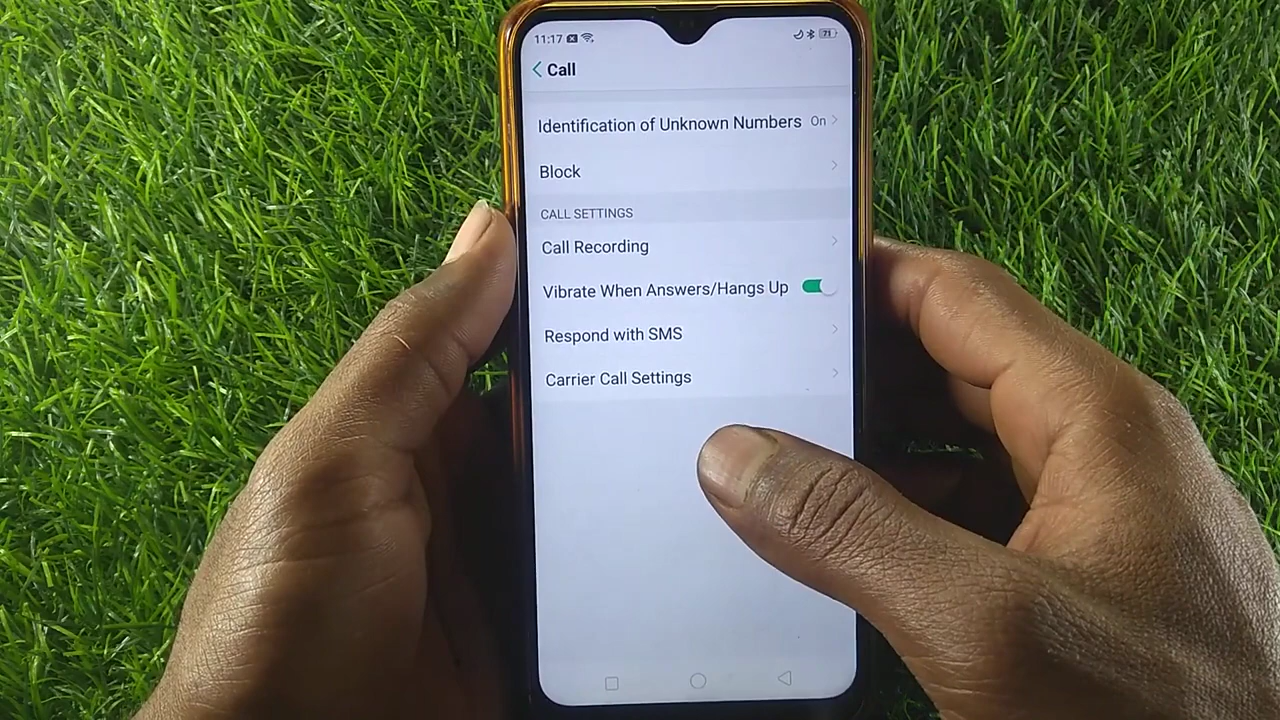 11:17 71
Call
Identification of Unknown Numbers On
Block
CALL SETTINGS
Call Recording
Vibrate When Answers/Hangs Up
Respond with SMS
Carrier Call Settings